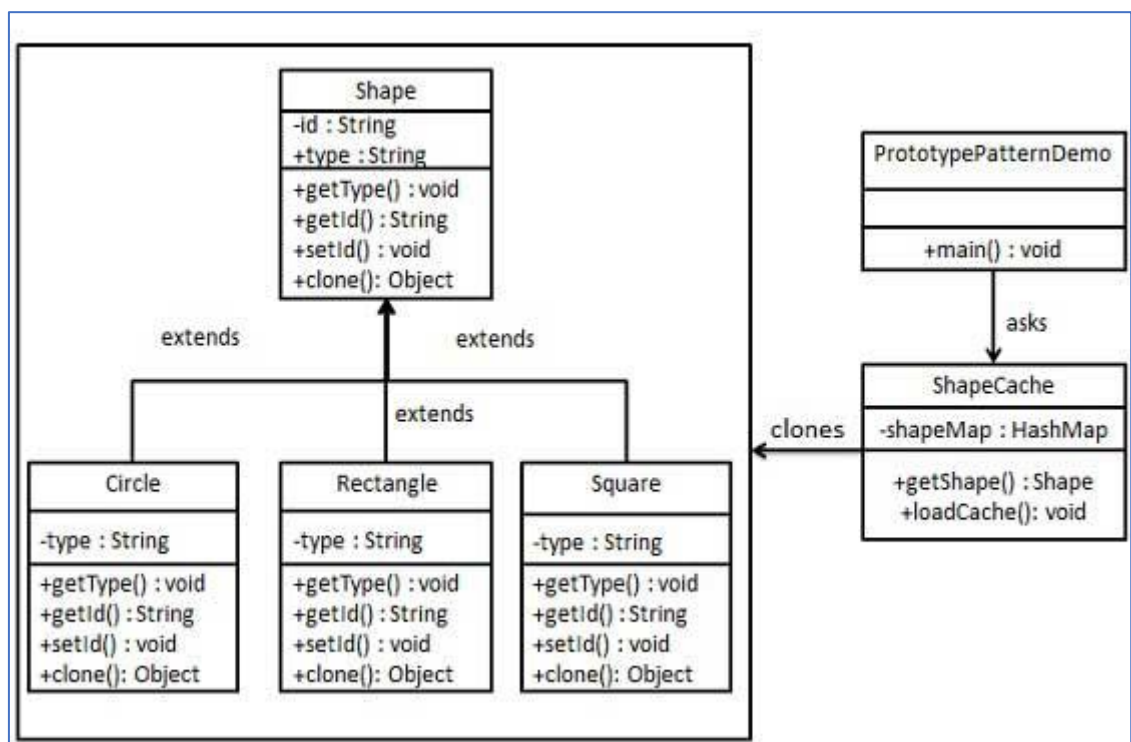 Shape
-id : String
+type : String
+getType() : void
+getId() : String
+setId() : void
+clone(): Object
PrototypePatternDemo
+main() : void
asks
extends
extends
extends
ShapeCache
-shapeMap : HashMap
+getShape() : Shape
+loadCache(): void
clones
Circle
-type : String
+getType() : void
+getId() : String
+setId() : void
+clone(): Object
Rectangle
-type : String
+getType() : void
+getId() : String
+setId() : void
+clone(): Object
Square
-type : String
+getType() : void
+getId() : String
+setId() : void
+clone(): Object